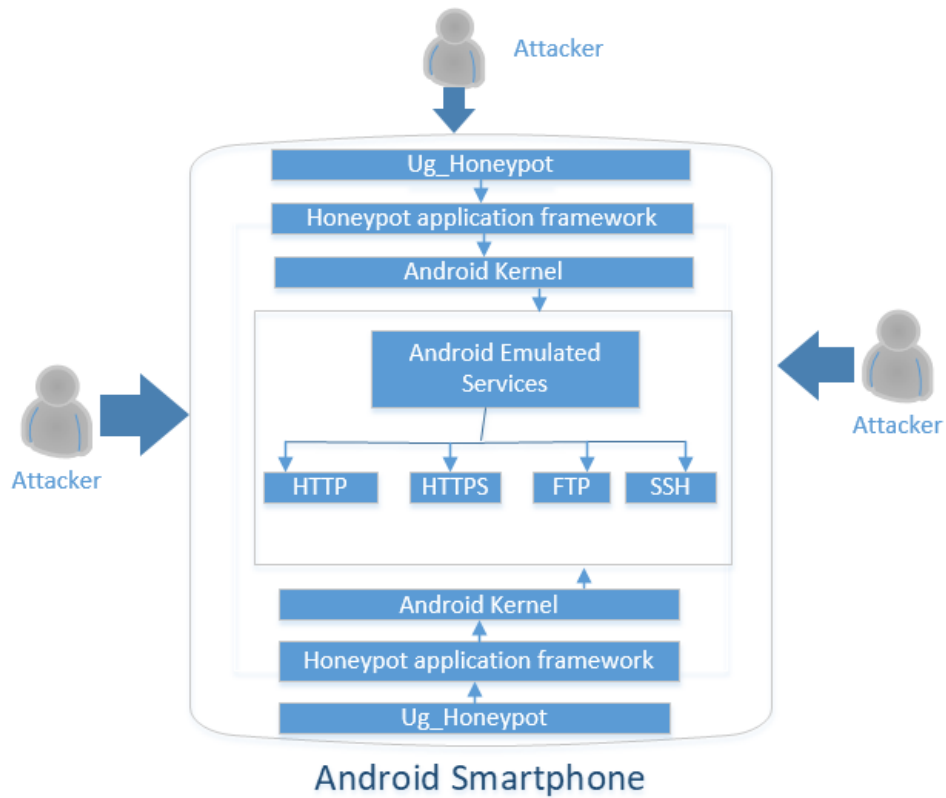 Attacker
Ug_Honeypot
Honeypot application framework
Android Kernel
Android Emulated
Services
HTTP
HTTPS
FTP
SSH
Attacker
Attacker
Android Kernel
Honeypot application framework
Ug_Honeypot
Android Smartphone